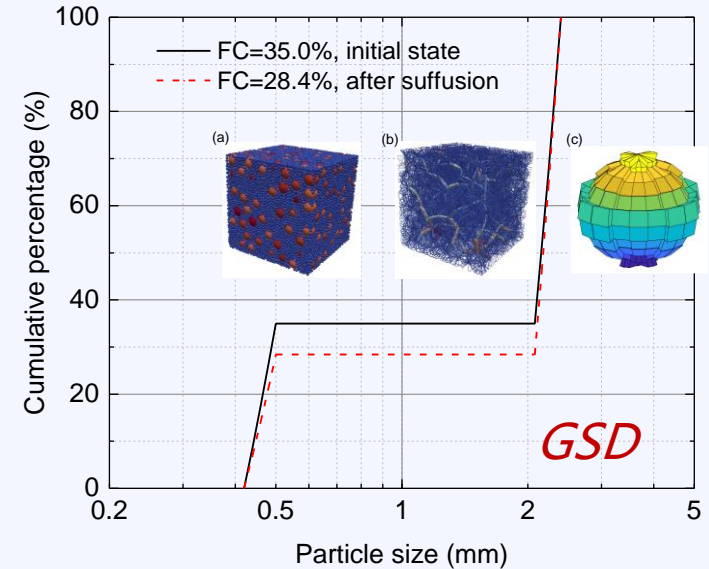 100
80
60
40
20
0
Cumulative percentage (%)
FC=35.0%, initial state
FC=28.4%, after suffusion
(a)
(b)
(c)
GSD
0.2
0.5
1
2
5
Particle size (mm)